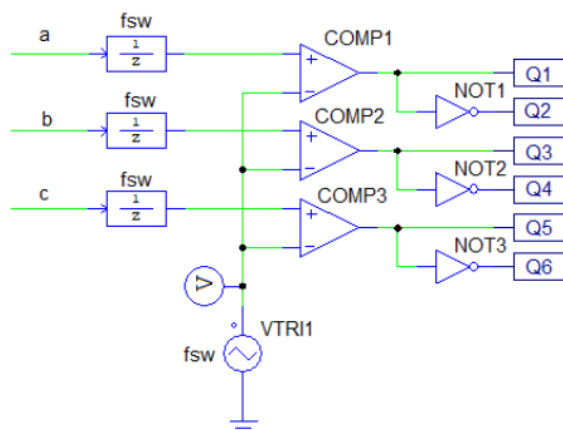 fsw
a
1
z
COMP1
Q1
NOT1
Q2
fsw
b
1
z
COMP2
Q3
NOT2
Q4
fsw
c
1
z
COMP3
Q5
NOT3
Q6
V
VTRI1
fsw